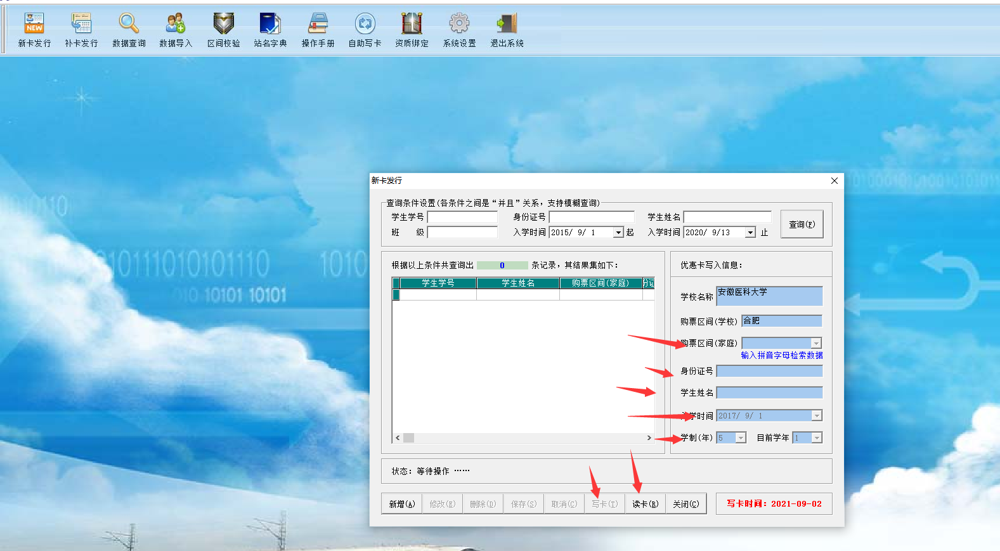 NEW
新卡发行 补卡发行 数据查询 数据导入 区间校验 站名字典 操作手册 自助写卡 资质绑定 系统设置 退出系统
新卡发行
查询条件设置(各条件之间是“并且”关系，支持模糊查询)
学生学号 身份证号 学生姓名 查询(F)
班 级 入学时间 2015/ 9/ 1 起 入学时间 2020/ 9/13 止
根据以上条件共查询出 0 条记录，其结果集如下：
学生学号 学生姓名 购票区间(家庭) 份证
优惠卡写入信息：
学校名称 安徽医科大学
购票区间(学校) 合肥
购票区间(家庭)
输入拼音字母检索数据
身份证号
学生姓名
入学时间 2017/ 9/ 1
学制(年) 5 目前学年 1
状态：等待操作 ……
新增(A) 修改(E) 删除(D) 保存(S) 取消(C) 写卡(T) 读卡(R) 关闭(C) 写卡时间：2021-09-02
01011101010110 1010
010 10101 10101